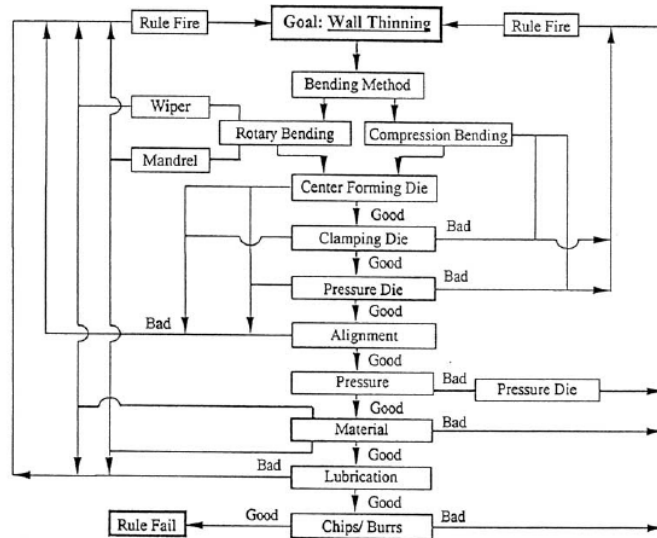 Rule Fire
Goal: Wall Thinning
Rule Fire
Bending Method
Wiper
Rotary Bending
Compression Bending
Mandrel
Center Forming Die
Good
Clamping Die
Bad
Good
Pressure Die
Bad
Good
Bad
Alignment
Good
Pressure
Bad
Pressure Die
Good
Material
Bad
Good
Bad
Lubrication
Good
Rule Fail
Good
Chips/ Burrs
Bad